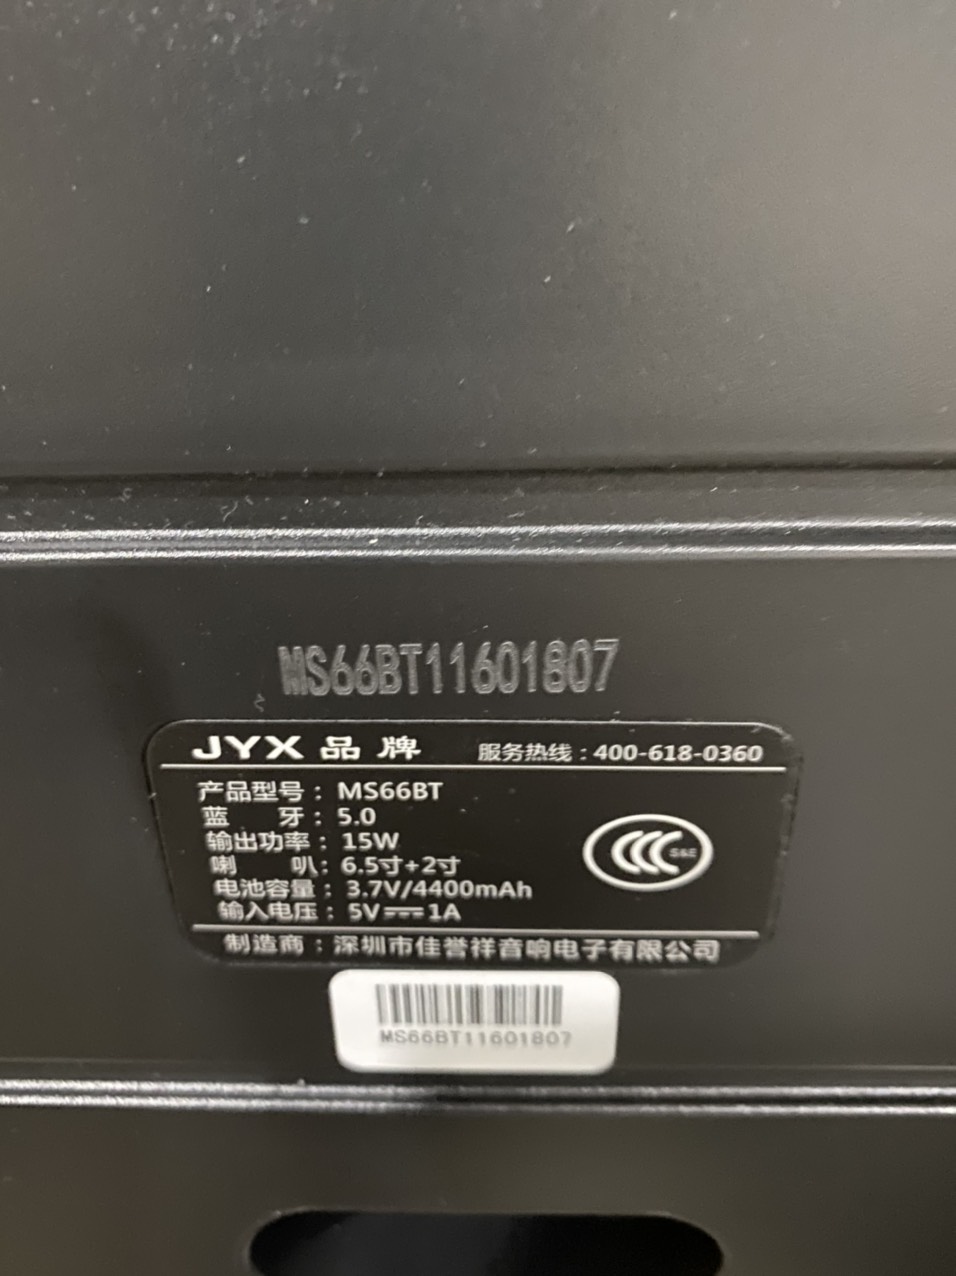 MS66BT11601807
JYX 品牌 服务热线：400-618-0360
产品型号： MS66BT
蓝 牙： 5.0
输出功率： 15W
喇 叭： 6.5寸+2寸
电池容量： 3.7V/4400mAh
输入电压： 5V⎓1A
CCC S&E
制造商：深圳市佳誉祥音响电子有限公司
MS66BT11601807